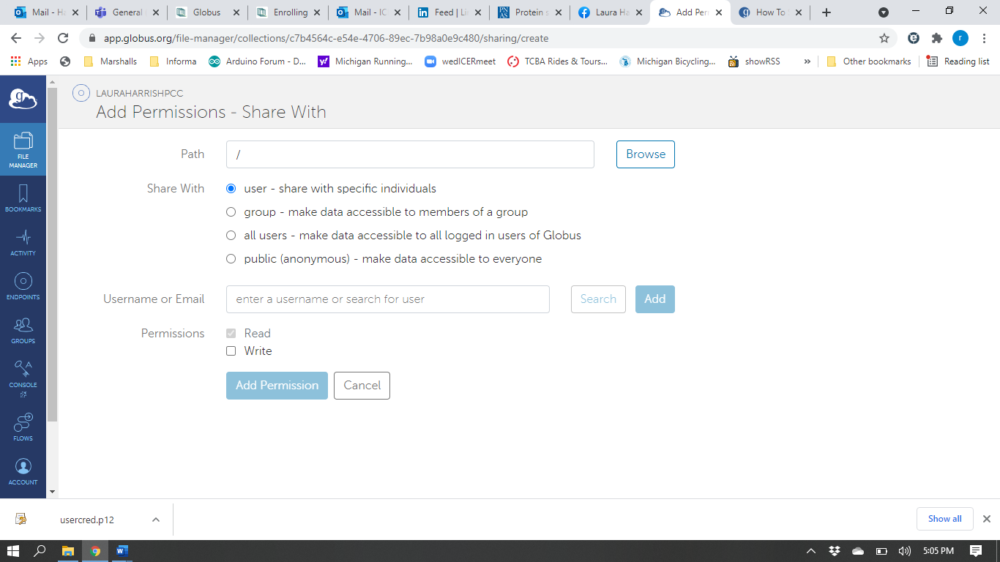 Mail - Ha
General
Globus
Enrolling
Mail - IC
Feed | Li
Protein s
Laura Ha
Add Per
How To
app.globus.org/file-manager/collections/c7b4564c-e54e-4706-89ec-7b98a0e9c480/sharing/create
r
Apps
Marshalls
Informa
Arduino Forum - D...
Michigan Running...
wedICERmeet
TCBA Rides & Tours...
Michigan Bicycling...
showRSS
»
Other bookmarks
Reading list
LAURAHARRISHPCC
Add Permissions - Share With
FILE
MANAGER
BOOKMARKS
ACTIVITY
ENDPOINTS
GROUPS
CONSOLE
FLOWS
ACCOUNT
Path
/
Browse
Share With
user - share with specific individuals
group - make data accessible to members of a group
all users - make data accessible to all logged in users of Globus
public (anonymous) - make data accessible to everyone
Username or Email
enter a username or search for user
Search
Add
Permissions
Read
Write
Add Permission
Cancel
usercred.p12
Show all
5:05 PM